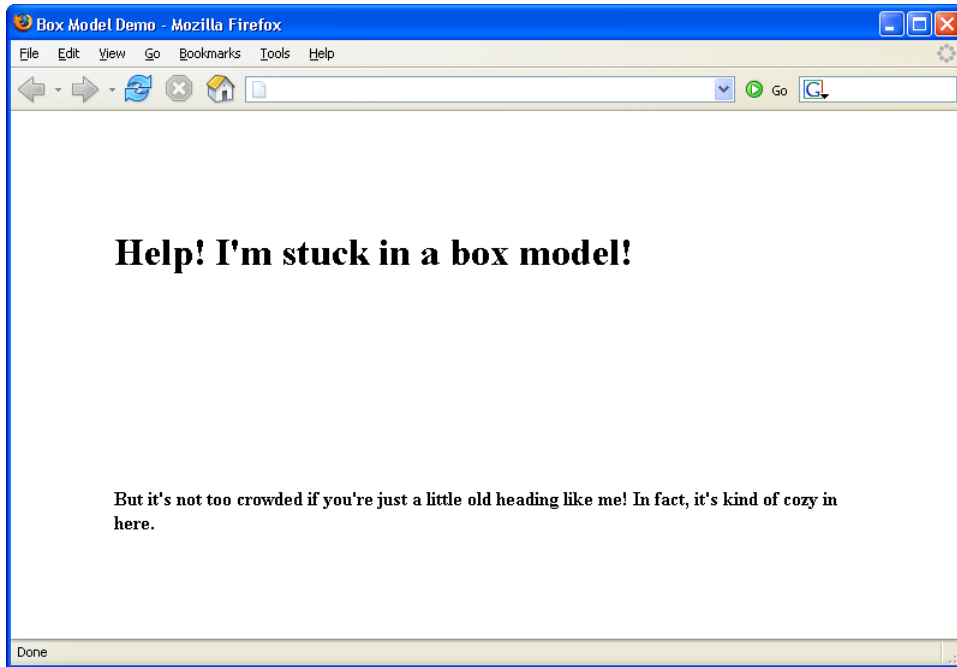 Box Model Demo - Mozilla Firefox
File Edit View Go Bookmarks Tools Help
Go G
Help! I'm stuck in a box model!
But it's not too crowded if you're just a little old heading like me! In fact, it's kind of cozy in
here.
Done